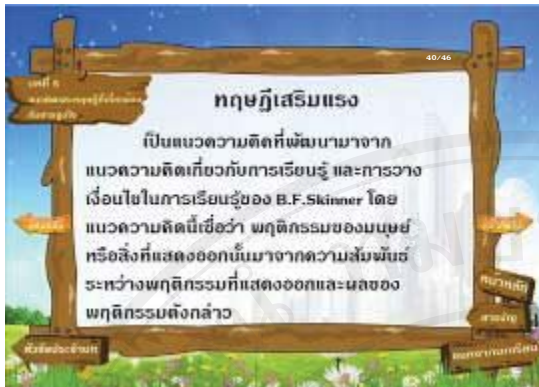 40/46
บทที่ 6
ทฤษฎีเสริมแรง
เป็นแนวความคิดที่พัฒนามาจาก
แนวความคิดเกี่ยวกับการเรียนรู้ และการวาง
เงื่อนไขในการเรียนรู้ของ B.F.Skinner โดย
แนวความคิดนี้เชื่อว่า พฤติกรรมของมนุษย์
หรือสิ่งที่แสดงออกนั้นมาจากความสัมพันธ์
ระหว่างพฤติกรรมที่แสดงออกและผลของ
พฤติกรรมดังกล่าว
หน้าหลัก
สารบัญ
ออกจากบทเรียน